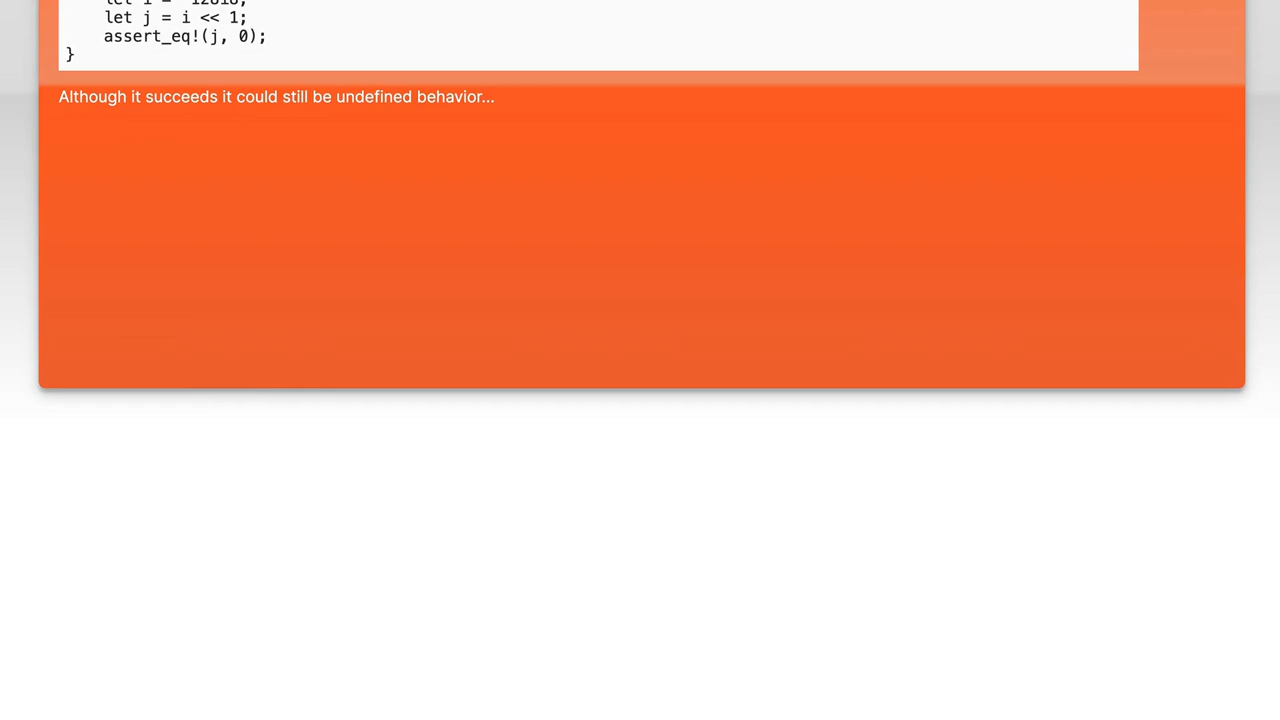 let j = i << 1;
assert_eq!(j, 0);
}
Although it succeeds it could still be undefined behavior...